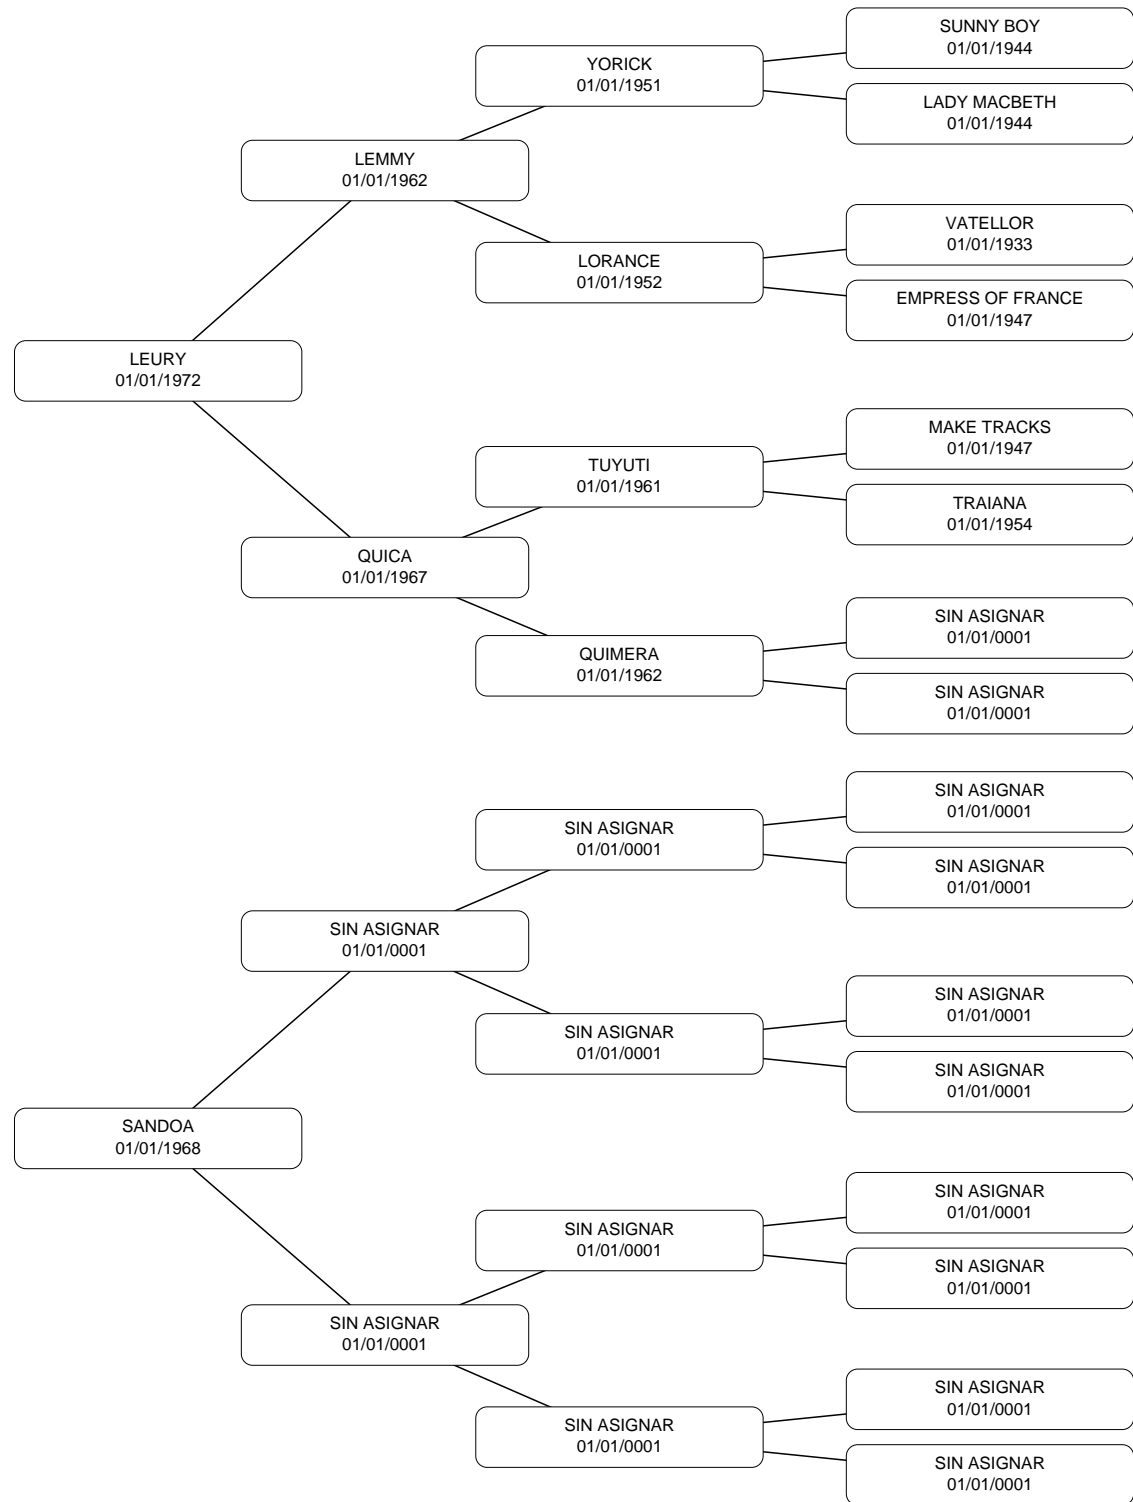 SUNNY BOY
01/01/1944
YORICK
01/01/1951
LADY MACBETH
01/01/1944
LEMMY
01/01/1962
VATELLOR
01/01/1933
LORANCE
01/01/1952
EMPRESS OF FRANCE
01/01/1947
LEURY
01/01/1972
MAKE TRACKS
01/01/1947
TUYUTI
01/01/1961
TRAIANA
01/01/1954
QUICA
01/01/1967
SIN ASIGNAR
01/01/0001
QUIMERA
01/01/1962
SIN ASIGNAR
01/01/0001
SIN ASIGNAR
01/01/0001
SIN ASIGNAR
01/01/0001
SIN ASIGNAR
01/01/0001
SIN ASIGNAR
01/01/0001
SIN ASIGNAR
01/01/0001
SIN ASIGNAR
01/01/0001
SIN ASIGNAR
01/01/0001
SANDOA
01/01/1968
SIN ASIGNAR
01/01/0001
SIN ASIGNAR
01/01/0001
SIN ASIGNAR
01/01/0001
SIN ASIGNAR
01/01/0001
SIN ASIGNAR
01/01/0001
SIN ASIGNAR
01/01/0001
SIN ASIGNAR
01/01/0001